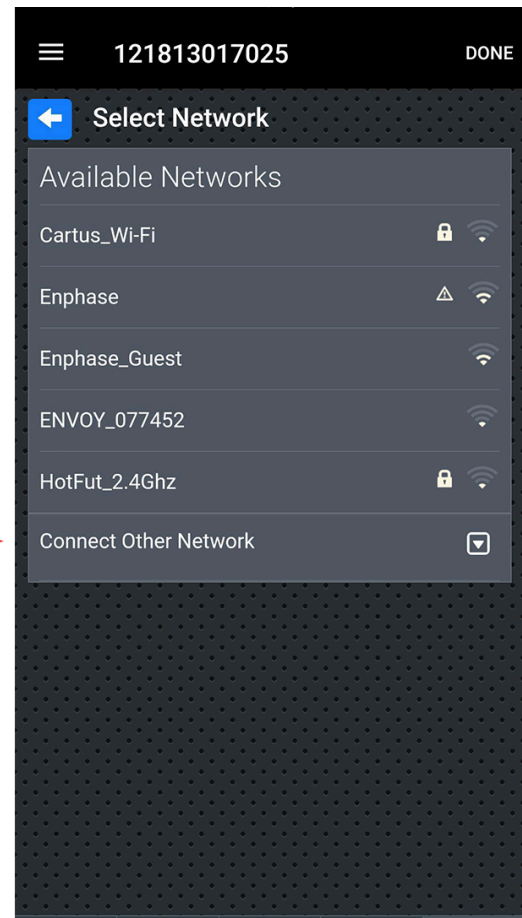 121813017025 DONE
Select Network
Available Networks
Cartus_Wi-Fi
Enphase
Enphase_Guest
ENVOY_077452
HotFut_2.4Ghz
Connect Other Network